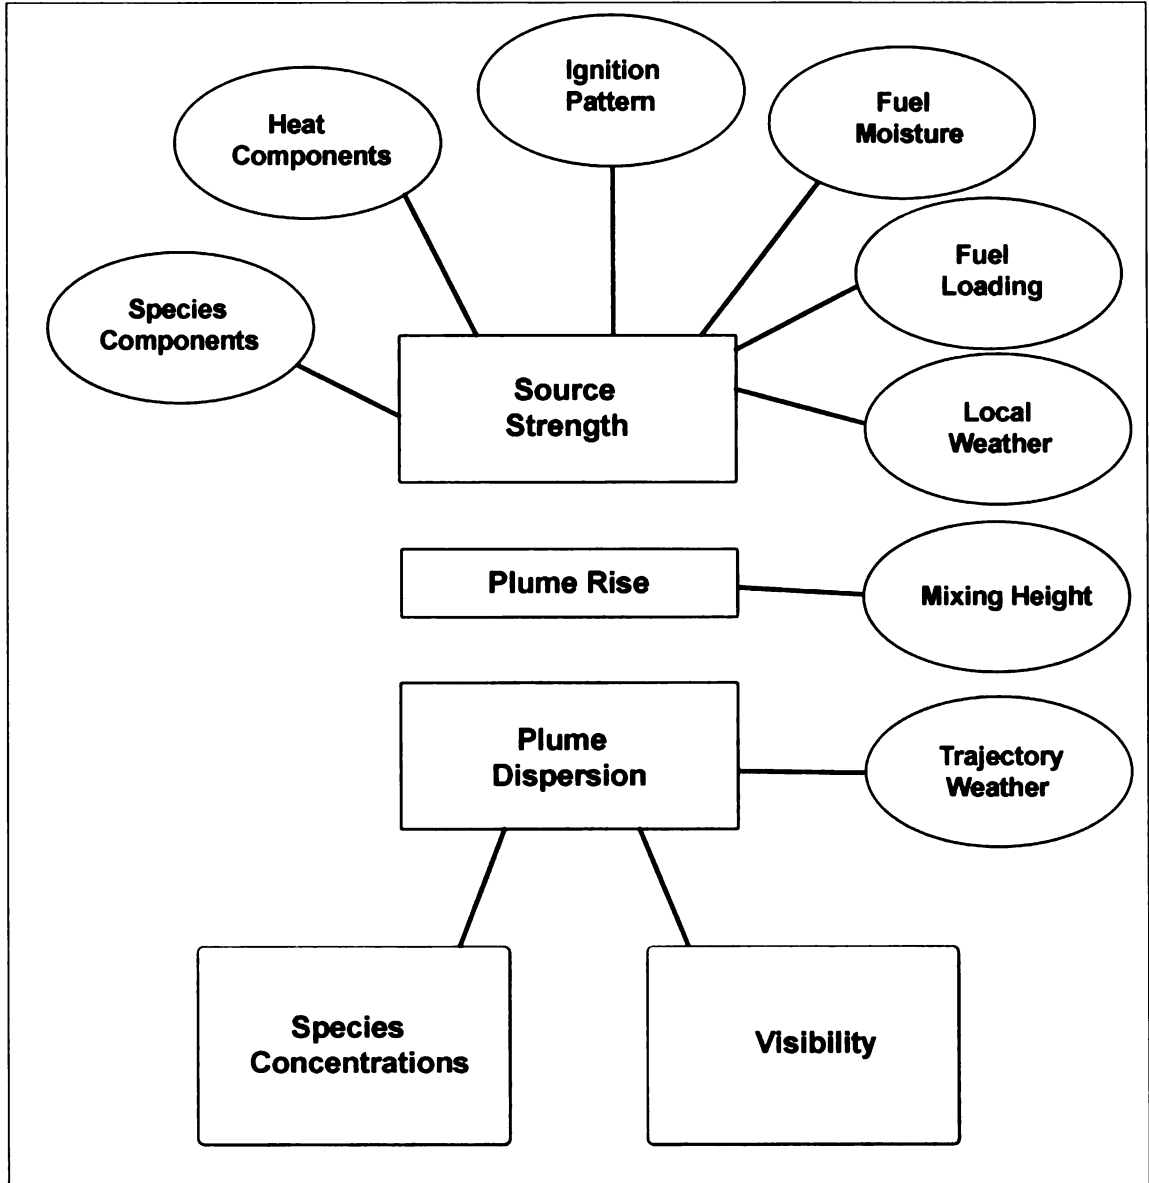 Ignition
Pattern
Heat
Components
Fuel
Moisture
Species
Components
Fuel
Loading
Source
Strength
Local
Weather
Plume Rise
Mixing Height
Plume
Dispersion
Trajectory
Weather
Species
Concentrations
Visibility